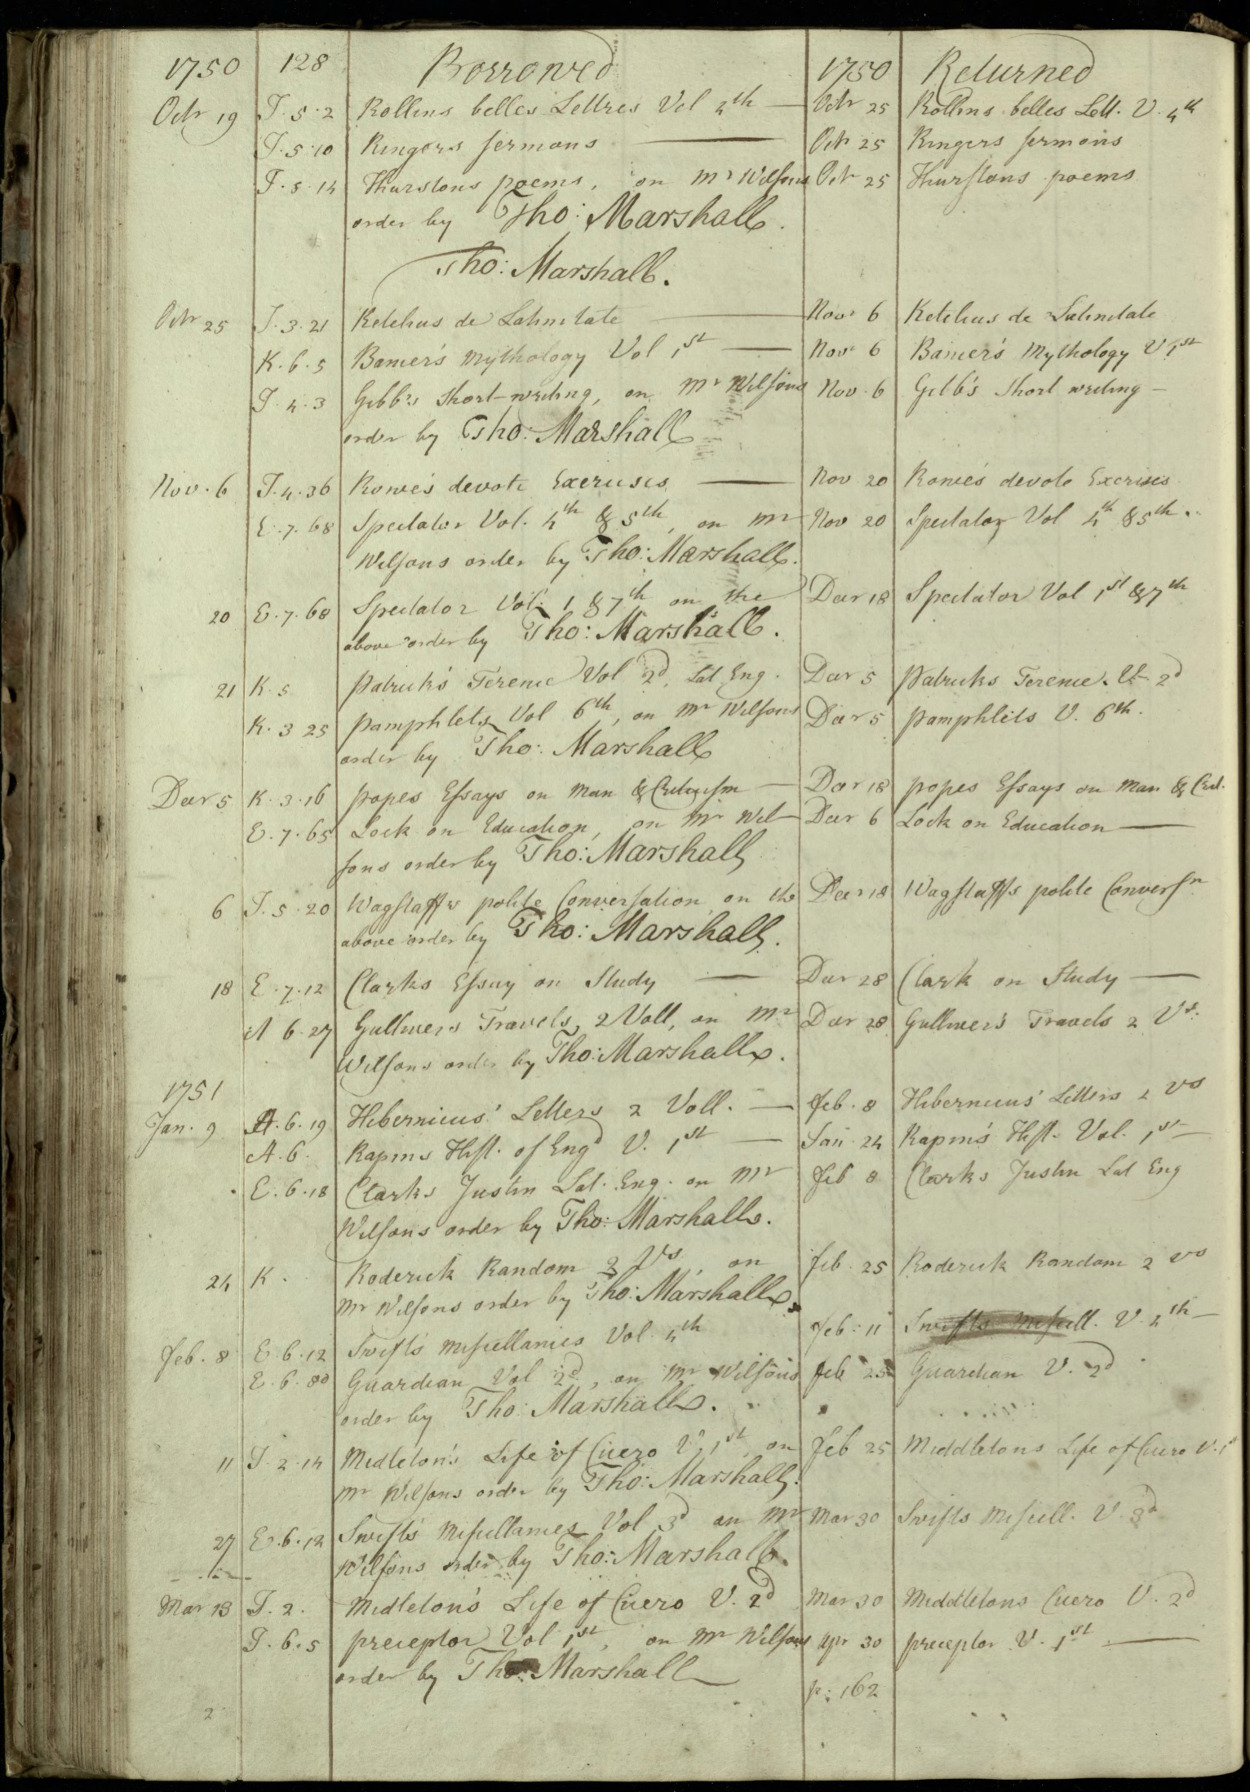 1750 128 Borrowed 1750 Returned
Octr 19 J. 5. 2 Rollins belles Lettres Vol 4th — Octr 25 Rollins belles Lett. V. 4th
J. 5. 10 Ringers sermons — Octr 25 Ringers sermons
J. 5. 14 Thurstons poems, on Mr Wilsons Octr 25 Thurstons poems
order by Tho: Marshall.
Tho: Marshall.
Octr 25 J. 3. 21 Ketelius de Latinitate — Novr 6 Ketelius de Latinitate
K. 6. 5 Banier's Mythology Vol 1st — Novr 6 Banier's Mythology V 1st
J. 4. 3 Gibb's Short-writing, on Mr Wilsons Nov. 6 Gibb's Short writing —
order by Tho: Marshall
Nov. 6 J. 4. 36 Rowe's devote Exercises — Nov 20 Rowe's devote Exercises
E. 7. 68 Spectator Vol. 4th & 5th, on Mr Nov 20 Spectator Vol 4th & 5th
Wilsons order by Tho: Marshall.
20 E. 7. 68 Spectator Vol: 1 & 7th on the Decr 18 Spectator Vol 1st & 7th
above order by Tho: Marshall.
21 K. 5 Patrick's Terence Vol 2d, Lat Eng. Decr 5 Patricks Terence. V 2d
K. 3 25 Pamphlets Vol 6th, on Mr Wilsons Decr 5 Pamphlets V. 6th.
order by Tho: Marshall
Decr 5 K. 3. 16 Popes Essays on Man & Criticism — Decr 18 Popes Essays on Man & Crit.
E. 7. 65 Lock on Education, on Mr Wil- Decr 6 Lock on Education —
sons order by Tho: Marshall
6 J. 5. 20 Wagstaffs polite Conversation on the Decr 18 Wagstaffs polite Conversn
above order by Tho: Marshall.
18 E. 7. 12 Clarks Essay on Study — Decr 28 Clark on Study —
A 6. 27 Gullivers Travels, 2 Voll, on Mr Decr 28 Gulliver's Travels 2 Vs.
Wilsons order by Tho: Marshall.
1751
Jan. 9 A. 6. 19 Hibernicus' Letters 2 Voll. — feb. 8 Hibernicus' Letters 2 Vs
A. 6. Rapins Hist. of Engd V. 1st — Jan 24 Rapin's Hist. Vol. 1st —
E. 6. 18 Clarks Justin Lat. Eng. on Mr feb 8 Clarks Justin Lat Eng
Wilsons order by Tho: Marshall.
24 K. Roderick Random 2 Vs, on feb. 25 Roderick Random 2 Vs
Mr Wilsons order by Tho: Marshall
feb. 8 E. 6. 12 Swift's Miscellanies Vol. 4th feb. 11 Swifts Miscell. V. 4th —
E. 6. Guardian Vol 2d, on Mr Wilsons feb 25 Guardian V. 2d
order by Tho: Marshall.
11 J. 2. 14 Midleton's Life of Cicero V. 1st, on feb 25 Middletons Life of Cicero V. 1st
Mr Wilsons order by Tho: Marshall.
27 E. 6. 12 Swift's Miscellanies Vol 3d on Mr Mar 30 Swifts Miscell. V. 3d
Wilsons order by Tho: Marshall.
Mar 13 J. 2. Midleton's Life of Cicero V. 2d Mar 30 Middletons Cicero V. 2d
J. 6. 5 preceptor Vol 1st, on Mr Wilsons Apr 30 preceptor V. 1st —
order by Tho: Marshall
p: 162
2